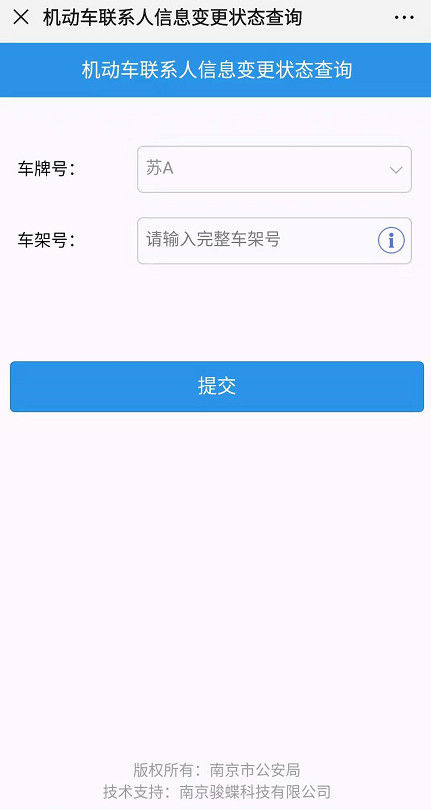 机动车联系人信息变更状态查询
机动车联系人信息变更状态查询
车牌号：
苏A
车架号：
请输入完整车架号
提交
版权所有：南京市公安局
技术支持：南京骏蝶科技有限公司